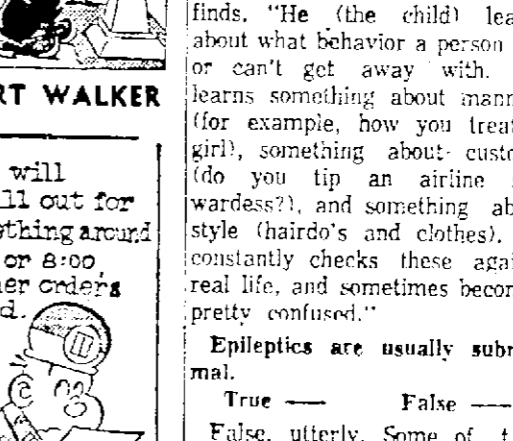 RT WALKER
will
ll out for
ething around
or 8:00
er orders
d.
finds. "He (the child) lea
about what behavior a person
or can't get away with.
learns something about mann
(for example, how you treat
girl), something about- custo
(do you tip an airline s
wardess?), and something ab
style (hairdo's and clothes).
constantly checks these agai
real life, and sometimes becom
pretty confused."
Epileptics are usually subn
mal.
True — False —
False, utterly. Some of t